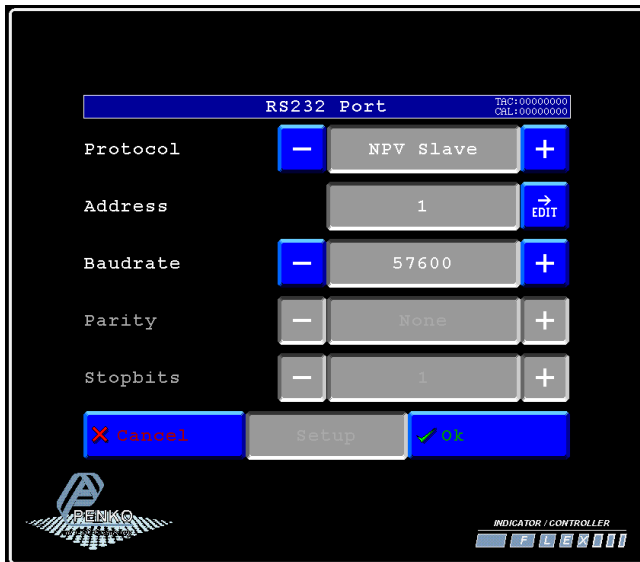 RS232 Port
TAC:00000000
CAL:00000000
Protocol − NPV Slave +
Address 1 → EDIT
Baudrate − 57600 +
Parity − None +
Stopbits − 1 +
Cancel Setup Ok
PENKO
INDICATOR / CONTROLLER
FLEX